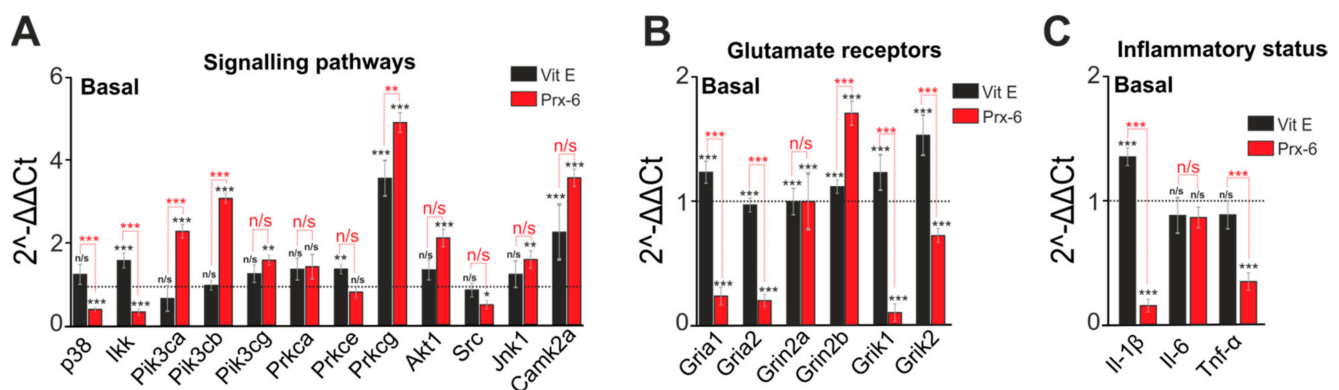 A
Signalling pathways
Basal
Vit E
Prx-6
2^-ΔΔCt
6
4
2
0
n/s *** *** *** n/s *** n/s *** n/s ** n/s n/s ** n/s *** *** n/s *** n/s * n/s ** *** ***
*** *** *** *** n/s n/s n/s ** n/s n/s n/s n/s
p38 Ikk Pik3ca Pik3cb Pik3cg Prkca Prkce Prkcg Akt1 Src Jnk1 Camk2a
B
Glutamate receptors
Basal
Vit E
Prx-6
2^-ΔΔCt
2
1
0
*** *** n/s *** *** ***
*** *** *** *** *** *** *** *** *** *** *** ***
Gria1 Gria2 Grin2a Grin2b Grik1 Grik2
C
Inflammatory status
Basal
Vit E
Prx-6
2^-ΔΔCt
2
1
0
*** n/s ***
*** *** n/s n/s n/s ***
Il-1β Il-6 Tnf-α